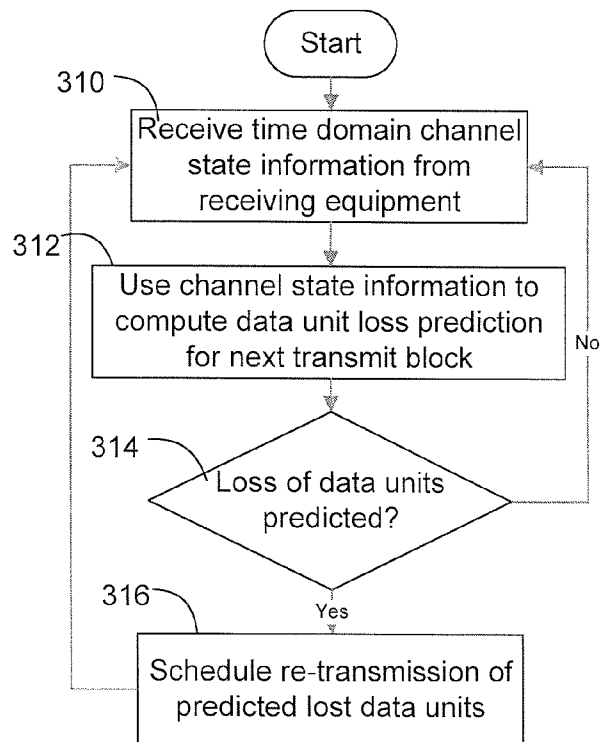 Start
310
Receive time domain channel
state information from
receiving equipment
312
Use channel state information to
compute data unit loss prediction
for next transmit block
No
314
Loss of data units
predicted?
Yes
316
Schedule re-transmission of
predicted lost data units